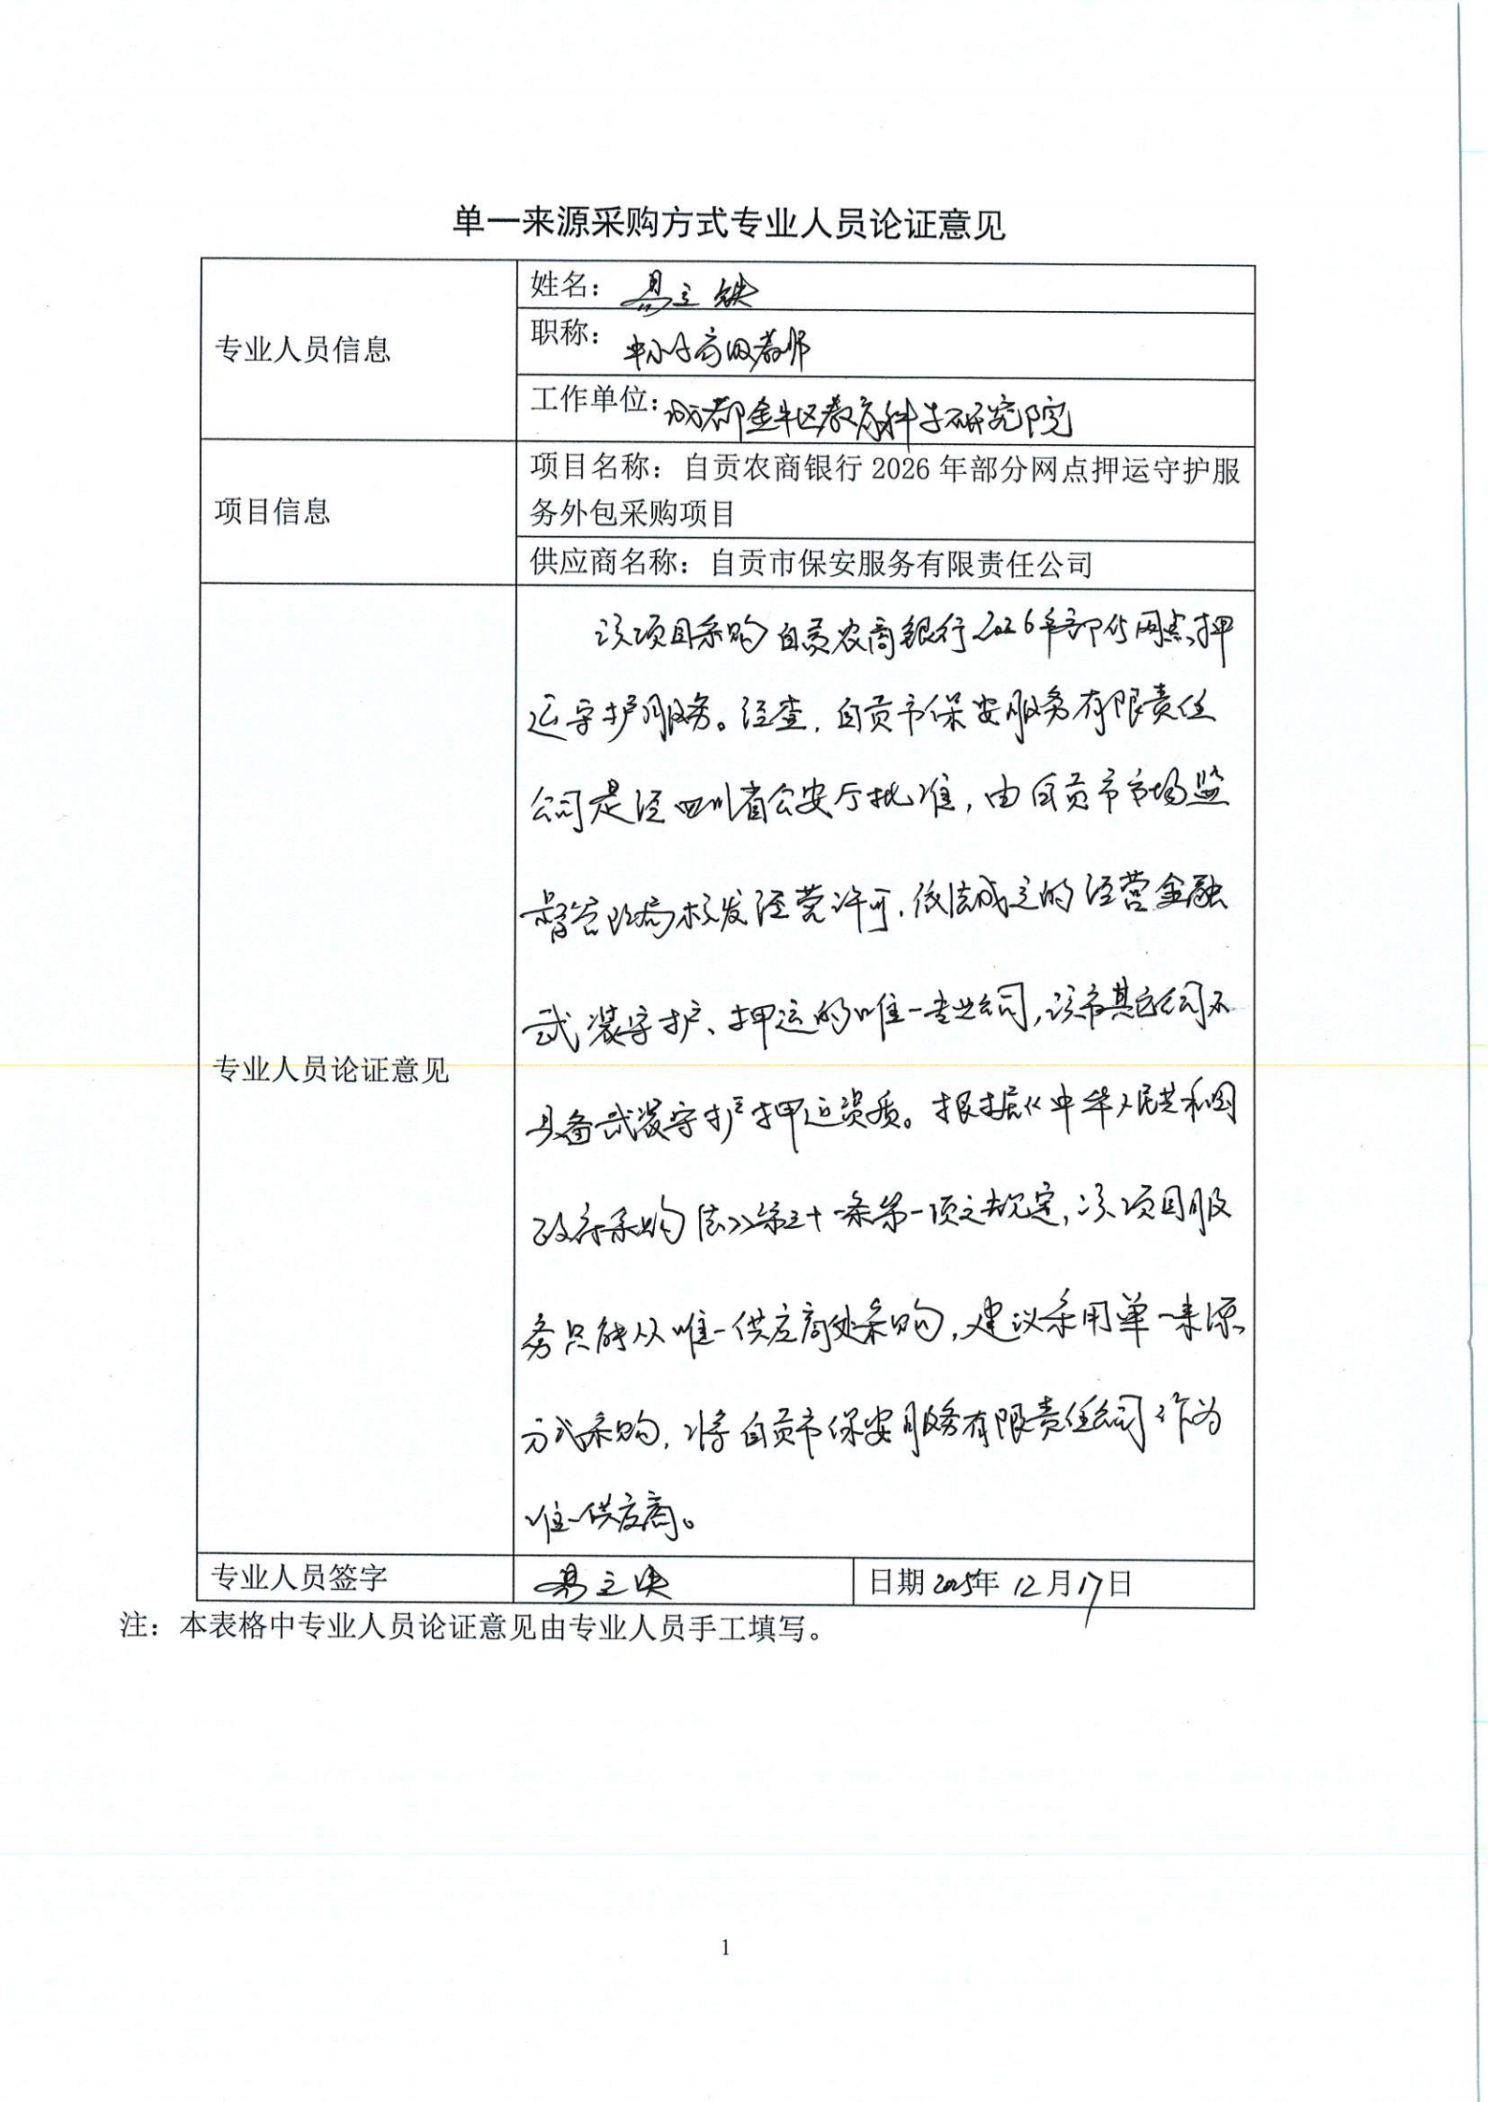 单一来源采购方式专业人员论证意见
专业人员信息
姓名：易立铁
职称：中小学高级教师
工作单位：成都金牛区教育科学研究院
项目信息
项目名称：自贡农商银行 2026 年部分网点押运守护服
务外包采购项目
供应商名称：自贡市保安服务有限责任公司
专业人员论证意见
该项目采购自贡农商银行2026年部分网点押
运守护服务。经查，自贡市保安服务有限责任
公司是经四川省公安厅批准，由自贡市市场监
督管理局核发经营许可，依法成立的经营金融
武装守护、押运的唯一专业公司，该市其它公司不
具备武装守护押运资质。根据《中华人民共和国
政府采购法》第三十一条第一项之规定，该项目服
务只能从唯一供应商处采购，建议采用单一来源
方式采购，将自贡市保安服务有限责任公司作为
唯一供应商。
专业人员签字
易立铁
日期 2025年 12 月 17 日
注：本表格中专业人员论证意见由专业人员手工填写。
1